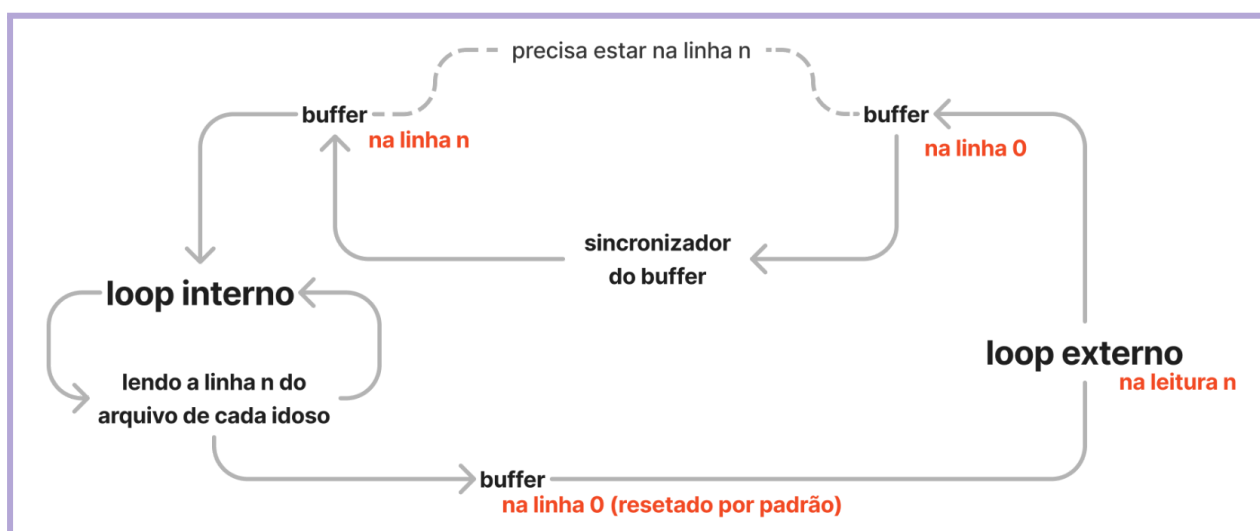 precisa estar na linha n
buffer
na linha n
buffer
na linha 0
sincronizador
do buffer
loop interno
lendo a linha n do
arquivo de cada idoso
loop externo
na leitura n
buffer
na linha 0 (resetado por padrão)